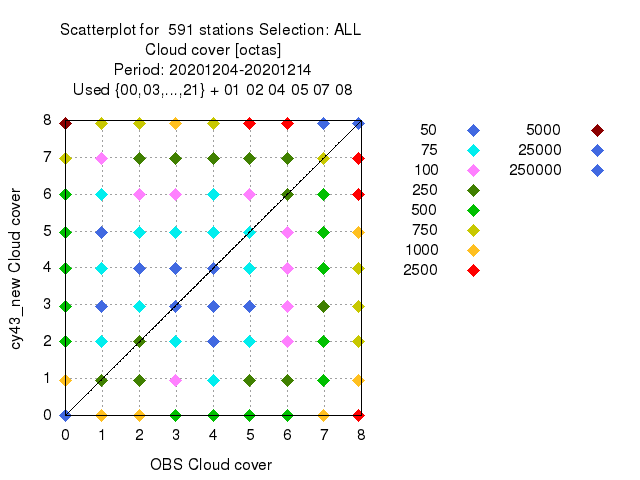 Scatterplot for 591 stations Selection: ALL
Cloud cover [octas]
Period: 20201204-20201214
Used {00,03,...,21} + 01 02 04 05 07 08
8
7
6
5
4
3
2
1
0
cy43_new Cloud cover
0 1 2 3 4 5 6 7 8
OBS Cloud cover
50 5000
75 25000
100 250000
250
500
750
1000
2500